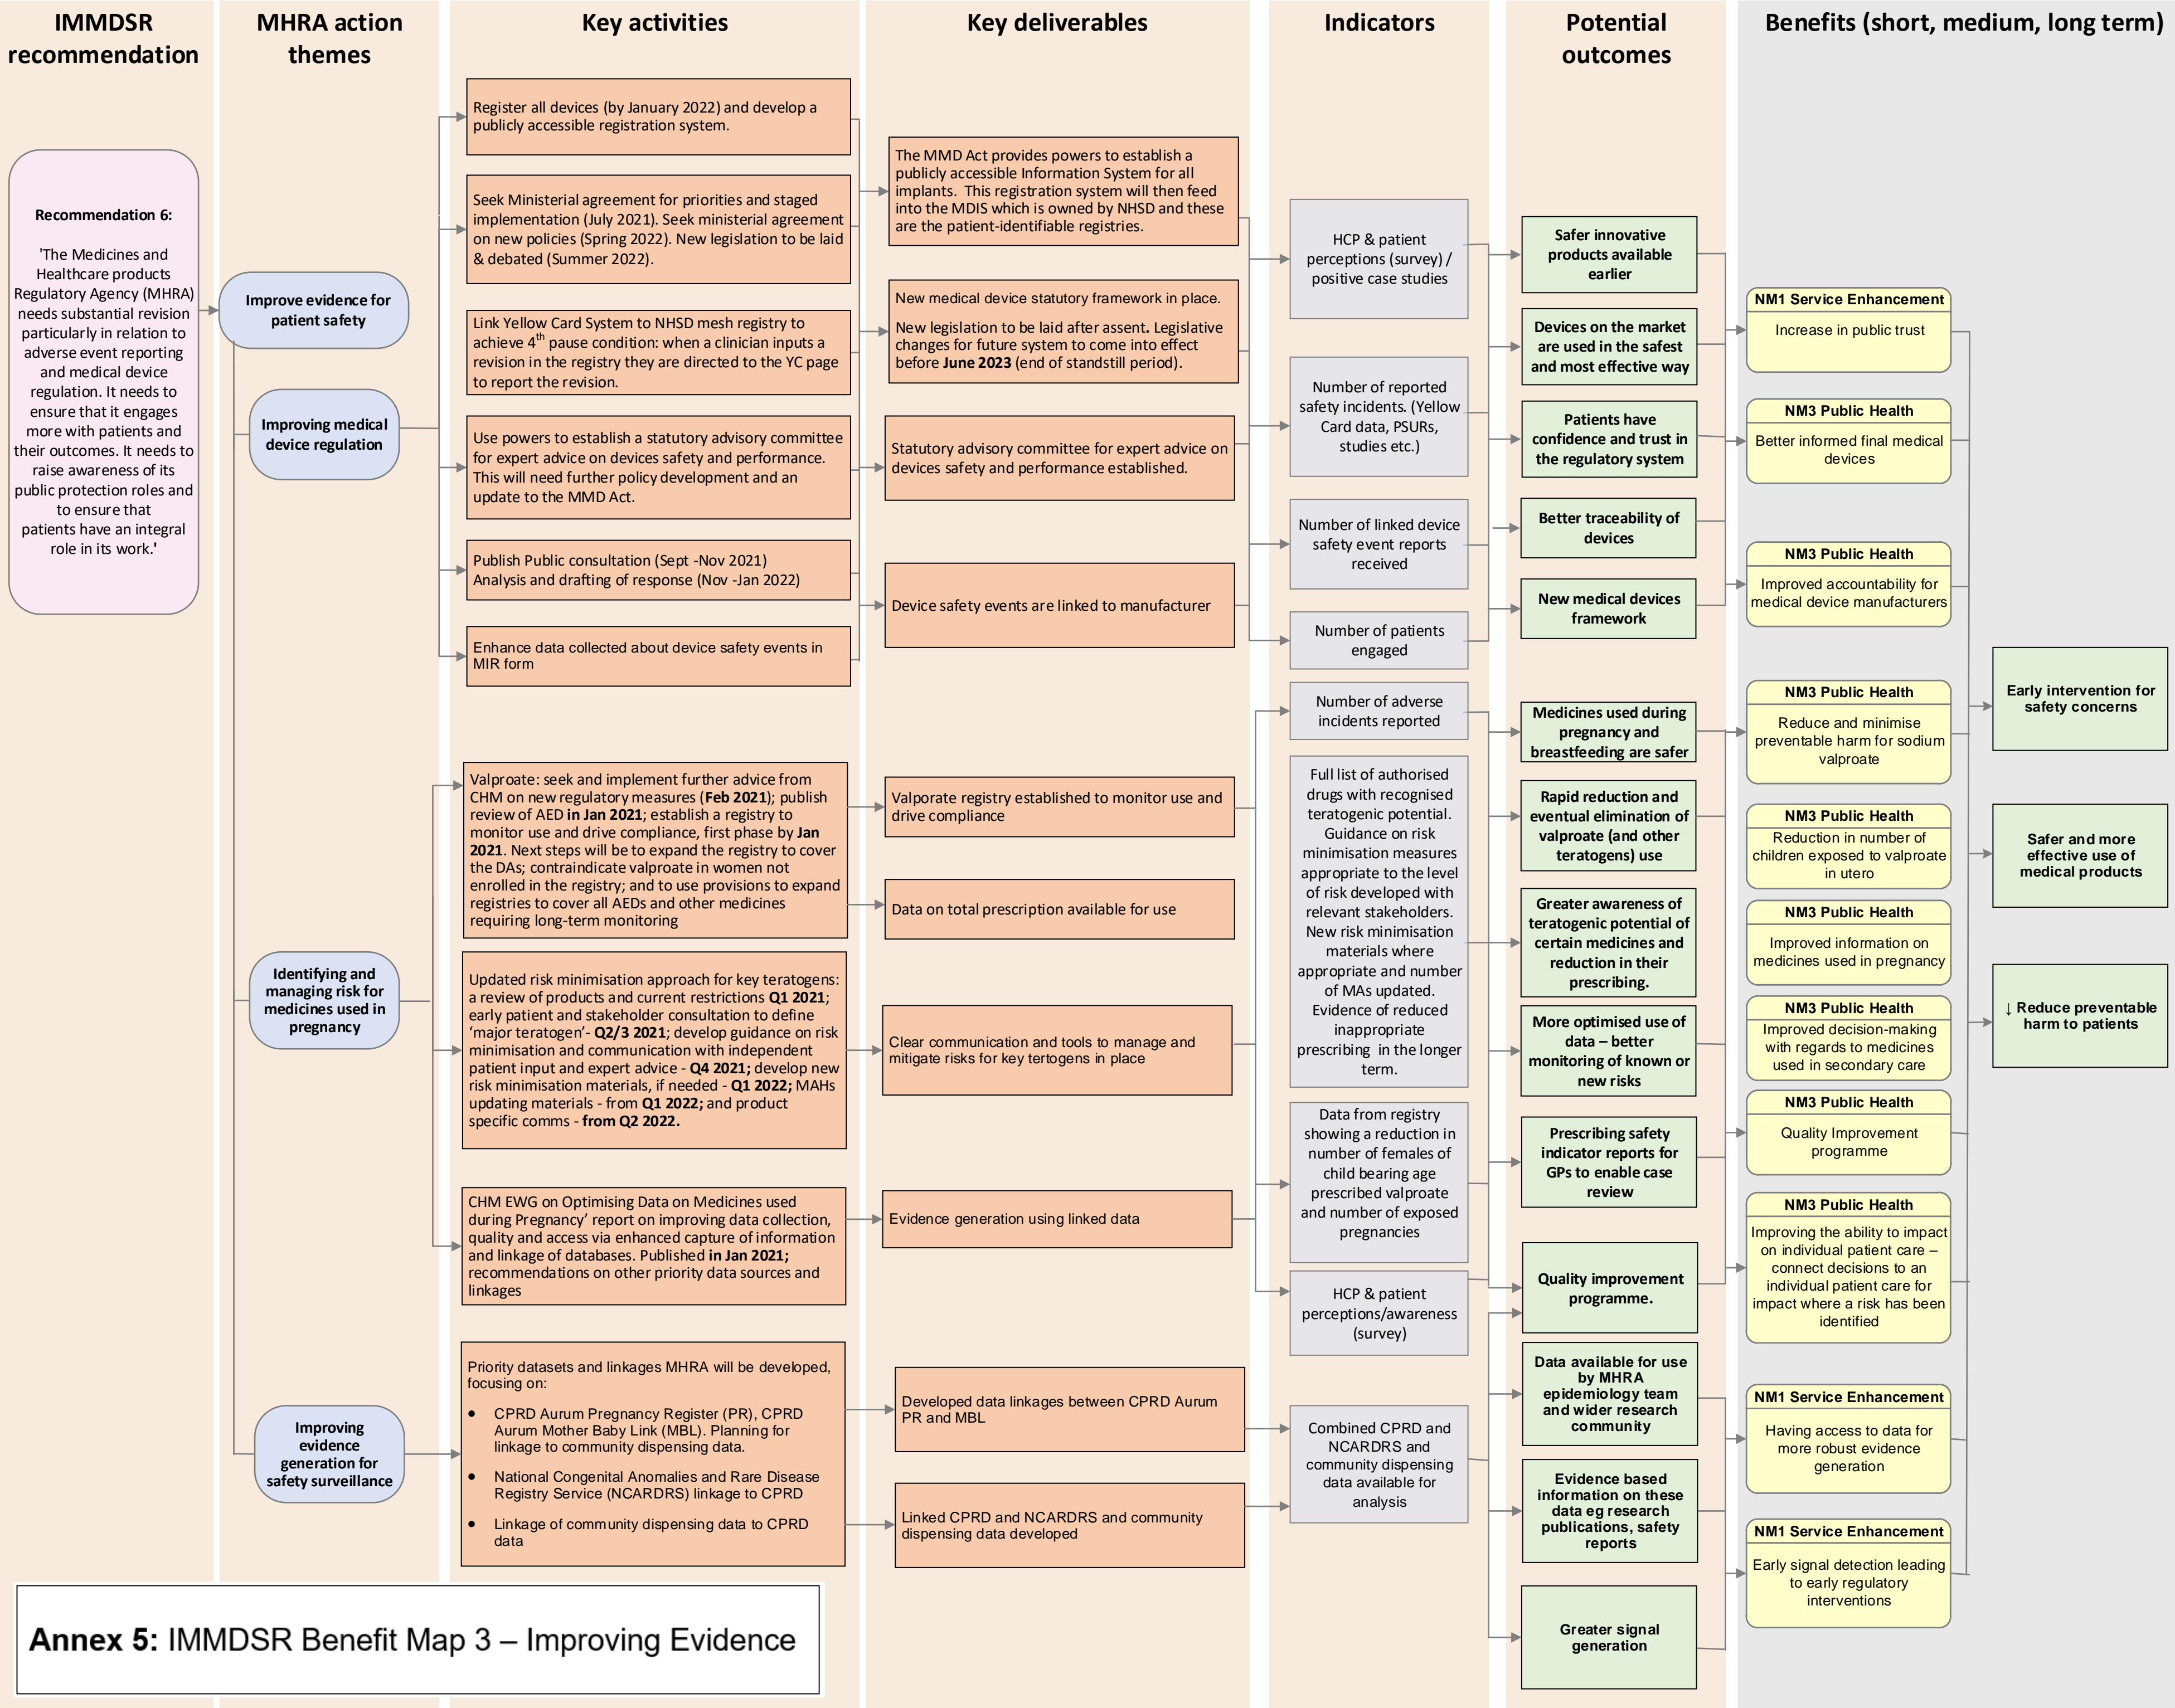 IMMDSR
recommendation
MHRA action
themes
Key activities
Key deliverables
Indicators
Potential
outcomes
Benefits (short, medium, long term)
Recommendation 6:
'The Medicines and
Healthcare products
Regulatory Agency (MHRA)
needs substantial revision
particularly in relation to
adverse event reporting
and medical device
regulation. It needs to
ensure that it engages
more with patients and
their outcomes. It needs to
raise awareness of its
public protection roles and
to ensure that
patients have an integral
role in its work.'
Improve evidence for
patient safety
Improving medical
device regulation
Identifying and
managing risk for
medicines used in
pregnancy
Improving
evidence
generation for
safety surveillance
Register all devices (by January 2022) and develop a
publicly accessible registration system.
Seek Ministerial agreement for priorities and staged
implementation (July 2021). Seek ministerial agreement
on new policies (Spring 2022). New legislation to be laid
& debated (Summer 2022).
Link Yellow Card System to NHSD mesh registry to
achieve 4th pause condition: when a clinician inputs a
revision in the registry they are directed to the YC page
to report the revision.
Use powers to establish a statutory advisory committee
for expert advice on devices safety and performance.
This will need further policy development and an
update to the MMD Act.
Publish Public consultation (Sept -Nov 2021)
Analysis and drafting of response (Nov -Jan 2022)
Enhance data collected about device safety events in
MIR form
Valproate: seek and implement further advice from
CHM on new regulatory measures (Feb 2021); publish
review of AED in Jan 2021; establish a registry to
monitor use and drive compliance, first phase by Jan
2021. Next steps will be to expand the registry to cover
the DAs; contraindicate valproate in women not
enrolled in the registry; and to use provisions to expand
registries to cover all AEDs and other medicines
requiring long-term monitoring
Updated risk minimisation approach for key teratogens:
a review of products and current restrictions Q1 2021;
early patient and stakeholder consultation to define
‘major teratogen’- Q2/3 2021; develop guidance on risk
minimisation and communication with independent
patient input and expert advice - Q4 2021; develop new
risk minimisation materials, if needed - Q1 2022; MAHs
updating materials - from Q1 2022; and product
specific comms - from Q2 2022.
CHM EWG on Optimising Data on Medicines used
during Pregnancy’ report on improving data collection,
quality and access via enhanced capture of information
and linkage of databases. Published in Jan 2021;
recommendations on other priority data sources and
linkages
Priority datasets and linkages MHRA will be developed,
focusing on:
• CPRD Aurum Pregnancy Register (PR), CPRD
Aurum Mother Baby Link (MBL). Planning for
linkage to community dispensing data.
• National Congenital Anomalies and Rare Disease
Registry Service (NCARDRS) linkage to CPRD
• Linkage of community dispensing data to CPRD
data
The MMD Act provides powers to establish a
publicly accessible Information System for all
implants. This registration system will then feed
into the MDIS which is owned by NHSD and these
are the patient-identifiable registries.
New medical device statutory framework in place.
New legislation to be laid after assent. Legislative
changes for future system to come into effect
before June 2023 (end of standstill period).
Statutory advisory committee for expert advice on
devices safety and performance established.
Device safety events are linked to manufacturer
Valporate registry established to monitor use and
drive compliance
Data on total prescription available for use
Clear communication and tools to manage and
mitigate risks for key tertogens in place
Evidence generation using linked data
Developed data linkages between CPRD Aurum
PR and MBL
Linked CPRD and NCARDRS and community
dispensing data developed
HCP & patient
perceptions (survey) /
positive case studies
Number of reported
safety incidents. (Yellow
Card data, PSURs,
studies etc.)
Number of linked device
safety event reports
received
Number of patients
engaged
Number of adverse
incidents reported
Full list of authorised
drugs with recognised
teratogenic potential.
Guidance on risk
minimisation measures
appropriate to the level
of risk developed with
relevant stakeholders.
New risk minimisation
materials where
appropriate and number
of MAs updated.
Evidence of reduced
inappropriate
prescribing in the longer
term.
Data from registry
showing a reduction in
number of females of
child bearing age
prescribed valproate
and number of exposed
pregnancies
HCP & patient
perceptions/awareness
(survey)
Combined CPRD and
NCARDRS and
community dispensing
data available for
analysis
Safer innovative
products available
earlier
Devices on the market
are used in the safest
and most effective way
Patients have
confidence and trust in
the regulatory system
Better traceability of
devices
New medical devices
framework
Medicines used during
pregnancy and
breastfeeding are safer
Rapid reduction and
eventual elimination of
valproate (and other
teratogens) use
Greater awareness of
teratogenic potential of
certain medicines and
reduction in their
prescribing.
More optimised use of
data – better
monitoring of known or
new risks
Prescribing safety
indicator reports for
GPs to enable case
review
Quality improvement
programme.
Data available for use
by MHRA
epidemiology team
and wider research
community
Evidence based
information on these
data eg research
publications, safety
reports
Greater signal
generation
NM1 Service Enhancement
Increase in public trust
NM3 Public Health
Better informed final medical
devices
NM3 Public Health
Improved accountability for
medical device manufacturers
NM3 Public Health
Reduce and minimise
preventable harm for sodium
valproate
NM3 Public Health
Reduction in number of
children exposed to valproate
in utero
NM3 Public Health
Improved information on
medicines used in pregnancy
NM3 Public Health
Improved decision-making
with regards to medicines
used in secondary care
NM3 Public Health
Quality Improvement
programme
NM3 Public Health
Improving the ability to impact
on individual patient care –
connect decisions to an
individual patient care for
impact where a risk has been
identified
NM1 Service Enhancement
Having access to data for
more robust evidence
generation
NM1 Service Enhancement
Early signal detection leading
to early regulatory
interventions
Early intervention for
safety concerns
Safer and more
effective use of
medical products
↓ Reduce preventable
harm to patients
Annex 5: IMMDSR Benefit Map 3 – Improving Evidence